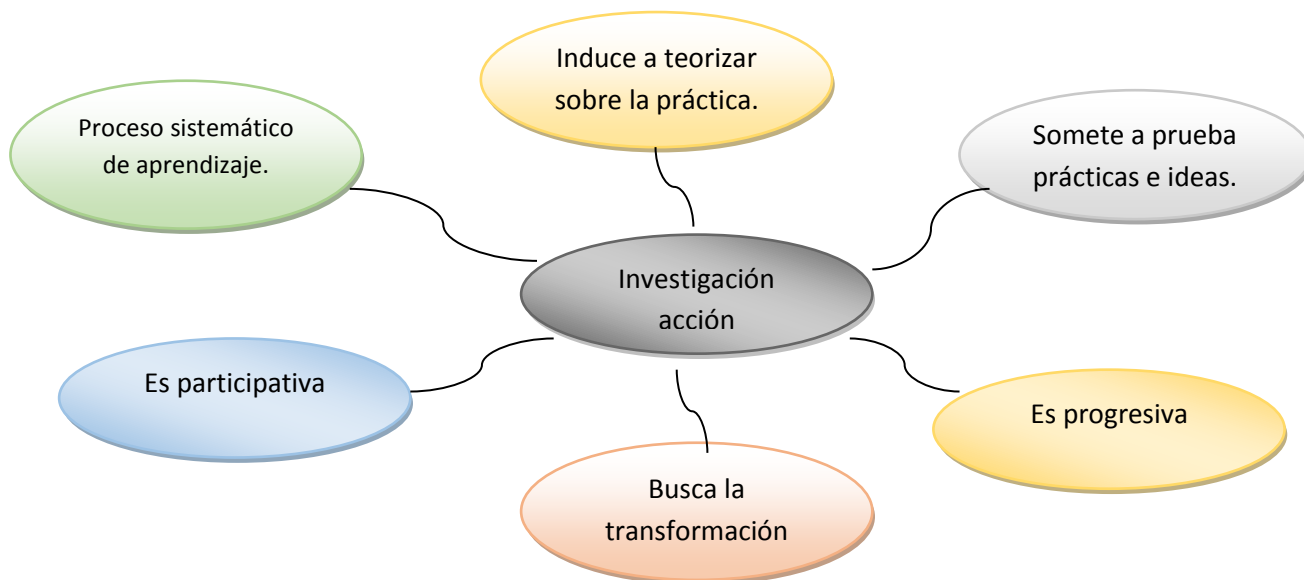 Induce a teorizar
sobre la práctica.
Proceso sistemático
de aprendizaje.
Somete a prueba
prácticas e ideas.
Investigación
acción
Es participativa
Es progresiva
Busca la
transformación